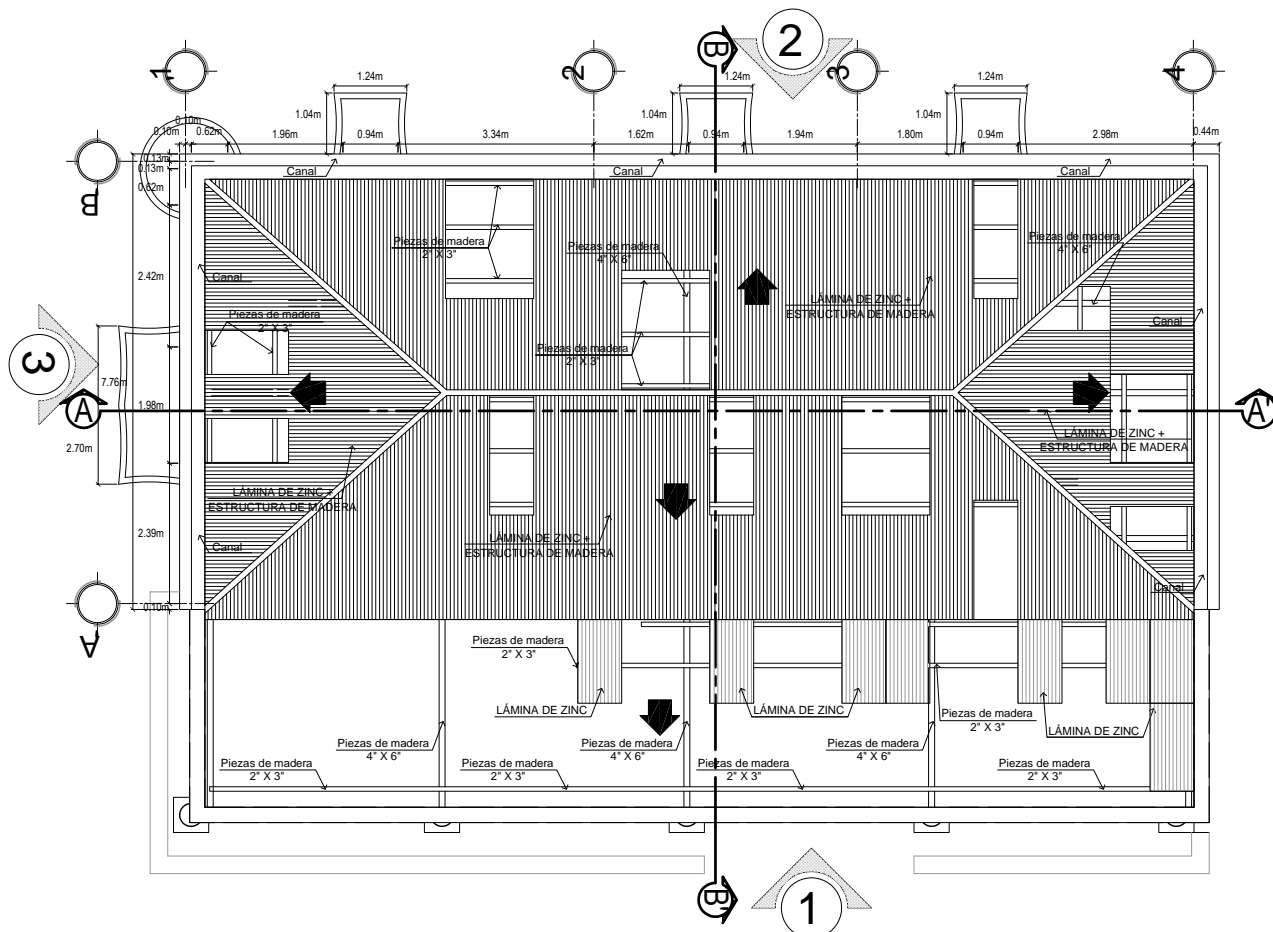 B
2
1
2
3
4
1.24m
1.24m
1.24m
1.04m
1.04m
1.04m
0.10m
0.10m
0.62m
1.96m
0.94m
3.34m
1.62m
0.94m
1.94m
1.80m
0.94m
2.98m
0.44m
B
0.13m
0.13m
0.62m
Canal
Canal
Canal
Piezas de madera
2" X 3"
Piezas de madera
4" X 6"
Piezas de madera
4" X 6"
2.42m
Canal
LÁMINA DE ZINC +
ESTRUCTURA DE MADERA
Piezas de madera
2" X 3"
Canal
Piezas de madera
2" X 3"
3
7.76m
1.98m
2.70m
A
A'
LÁMINA DE ZINC +
ESTRUCTURA DE MADERA
LÁMINA DE ZINC +
ESTRUCTURA DE MADERA
2.39m
Canal
LÁMINA DE ZINC +
ESTRUCTURA DE MADERA
Canal
0.10m
A
Piezas de madera
2" X 3"
LÁMINA DE ZINC
LÁMINA DE ZINC
Piezas de madera
2" X 3"
LÁMINA DE ZINC
Piezas de madera
4" X 6"
Piezas de madera
4" X 6"
Piezas de madera
4" X 6"
Piezas de madera
2" X 3"
Piezas de madera
2" X 3"
Piezas de madera
2" X 3"
Piezas de madera
2" X 3"
B'
1